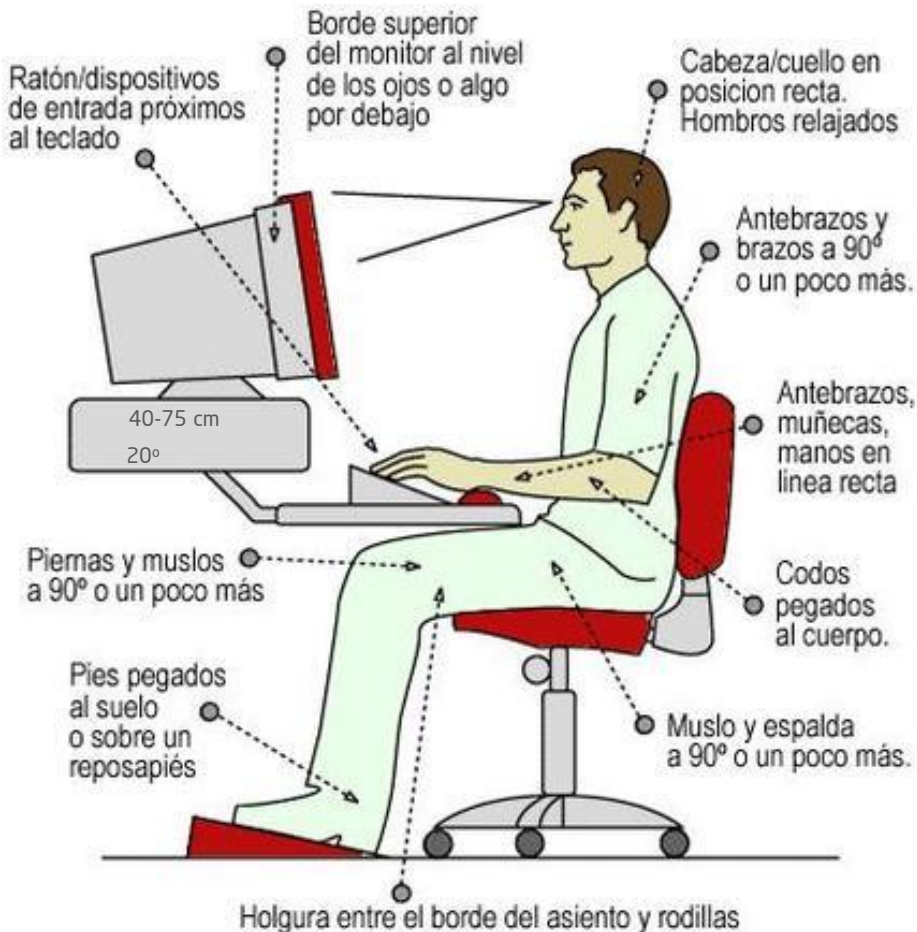 Borde superior
del monitor al nivel
de los ojos o algo
por debajo
Ratón/dispositivos
de entrada próximos
al teclado
Cabeza/cuello en
posicion recta.
Hombros relajados
Antebrazos y
brazos a 90º
o un poco más.
40-75 cm
20º
Antebrazos,
muñecas,
manos en
linea recta
Piernas y muslos
a 90º o un poco más
Codos
pegados
al cuerpo.
Pies pegados
al suelo
o sobre un
reposapiés
Muslo y espalda
a 90º o un poco más.
Holgura entre el borde del asiento y rodillas